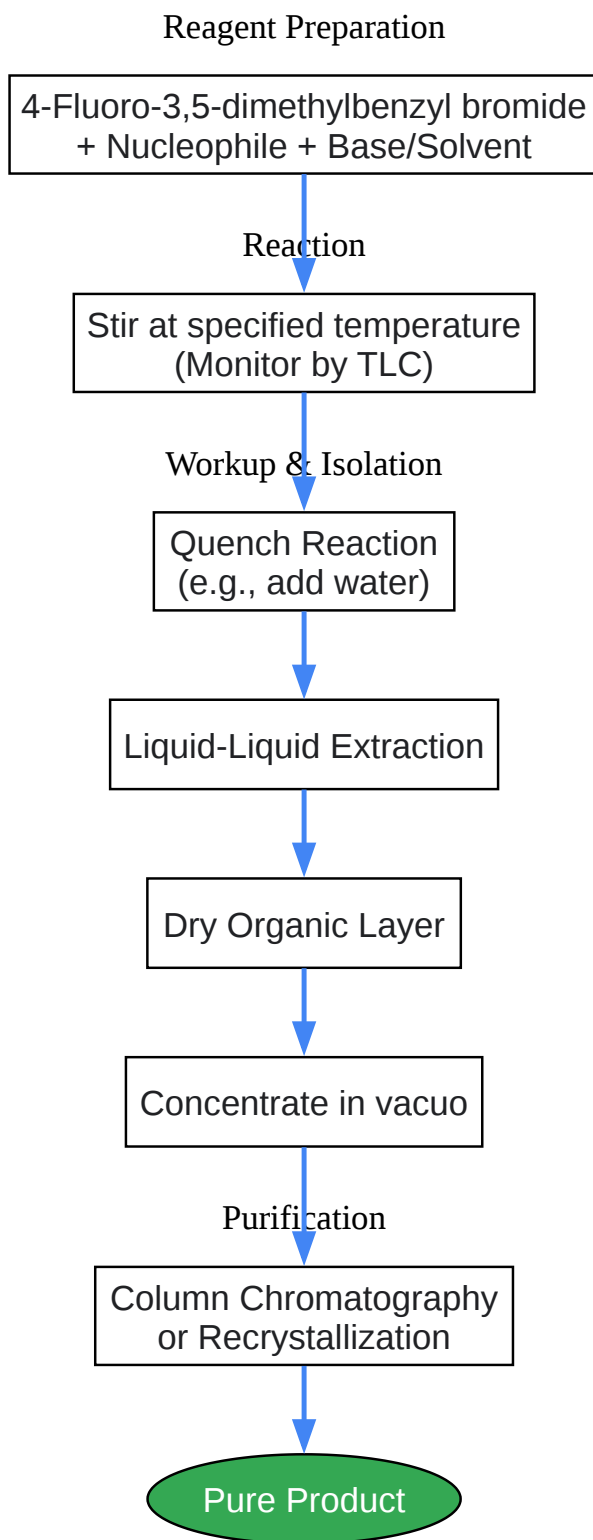 Reagent Preparation
4-Fluoro-3,5-dimethylbenzyl bromide
+ Nucleophile + Base/Solvent
Reaction
Stir at specified temperature
(Monitor by TLC)
Workup & Isolation
Quench Reaction
(e.g., add water)
Liquid-Liquid Extraction
Dry Organic Layer
Concentrate in vacuo
Purification
Column Chromatography
or Recrystallization
Pure Product